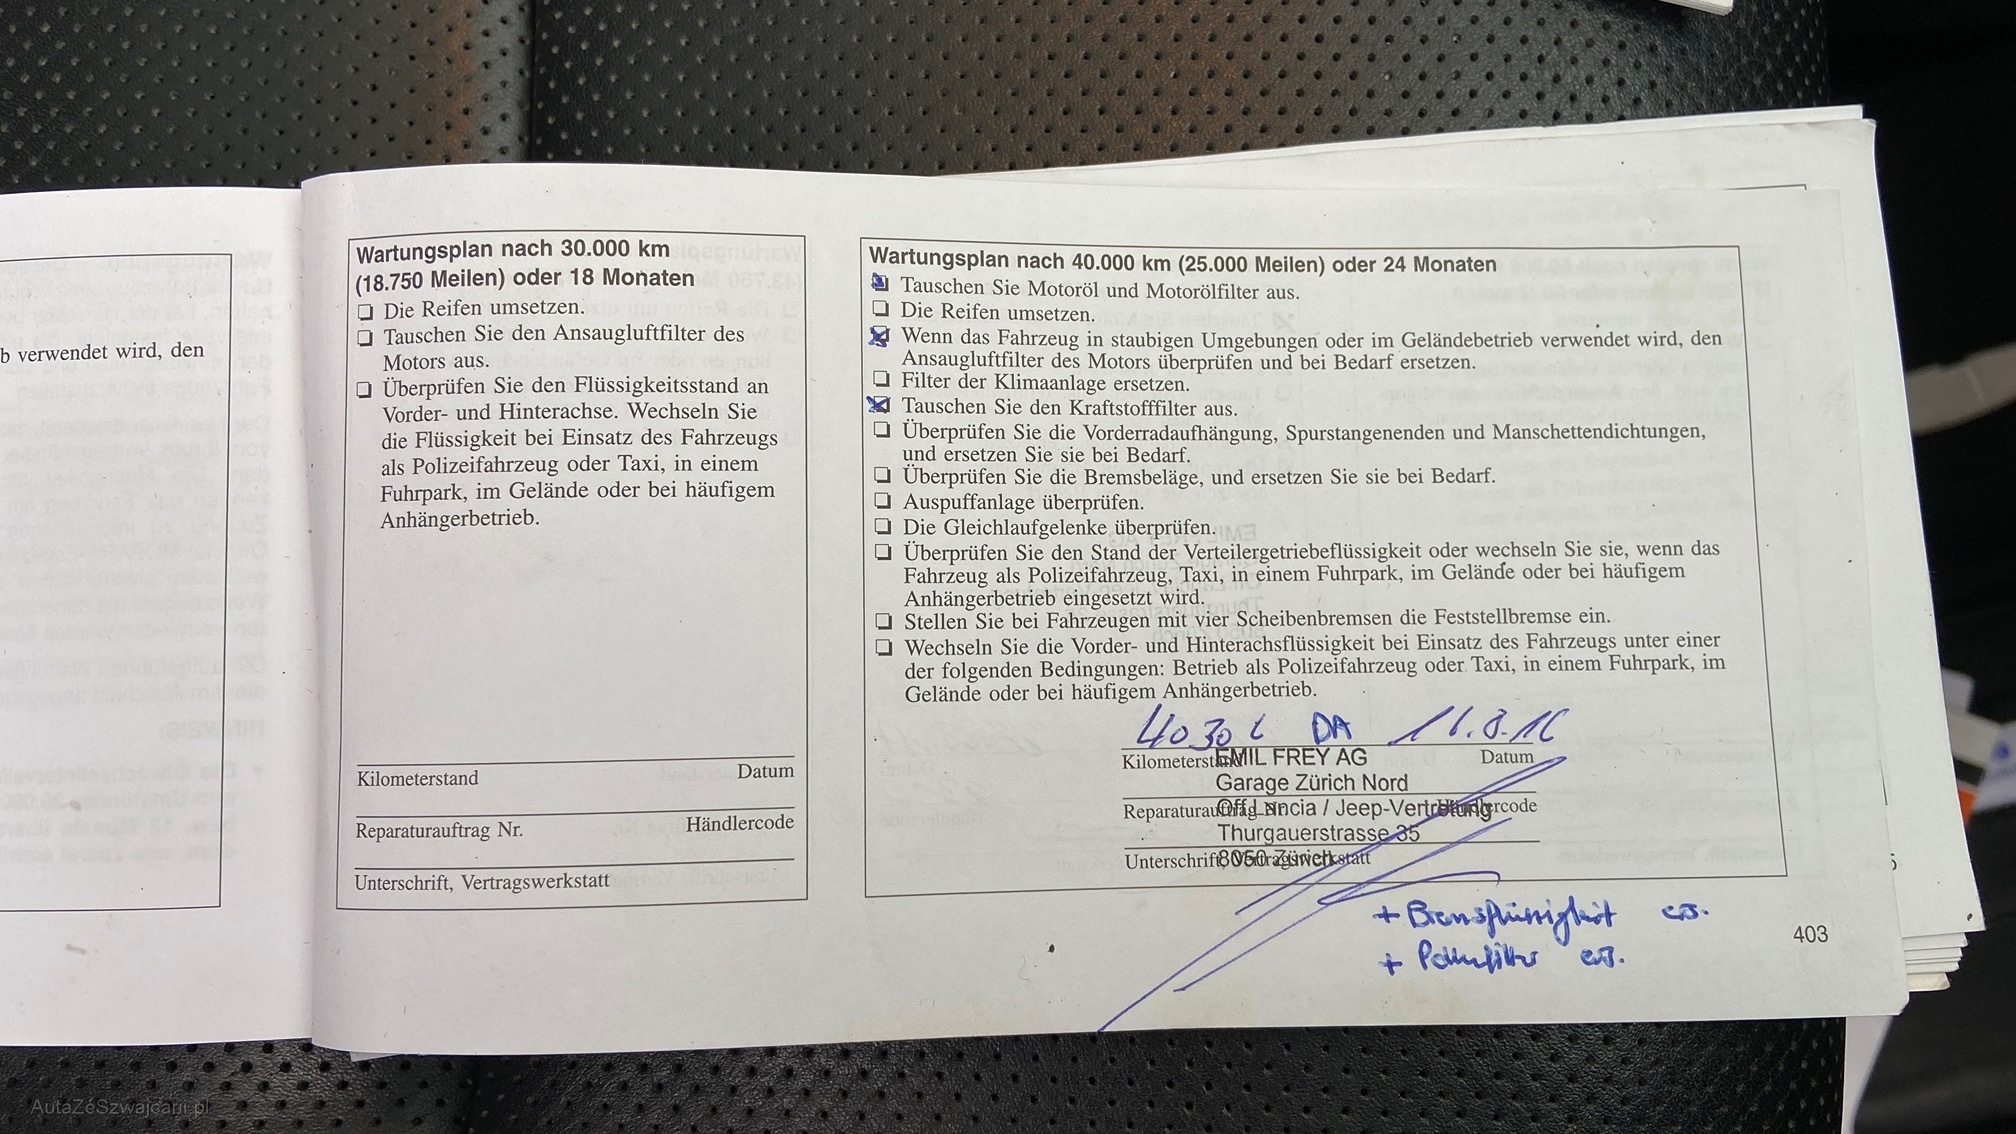 b verwendet wird, den
Wartungsplan nach 30.000 km
(18.750 Meilen) oder 18 Monaten
❏ Die Reifen umsetzen.
❏ Tauschen Sie den Ansaugluftfilter des
Motors aus.
❏ Überprüfen Sie den Flüssigkeitsstand an
Vorder- und Hinterachse. Wechseln Sie
die Flüssigkeit bei Einsatz des Fahrzeugs
als Polizeifahrzeug oder Taxi, in einem
Fuhrpark, im Gelände oder bei häufigem
Anhängerbetrieb.
Kilometerstand Datum
Reparaturauftrag Nr. Händlercode
Unterschrift, Vertragswerkstatt
Wartungsplan nach 40.000 km (25.000 Meilen) oder 24 Monaten
Tauschen Sie Motoröl und Motorölfilter aus.
❏ Die Reifen umsetzen.
Wenn das Fahrzeug in staubigen Umgebungen oder im Geländebetrieb verwendet wird, den
Ansaugluftfilter des Motors überprüfen und bei Bedarf ersetzen.
❏ Filter der Klimaanlage ersetzen.
Tauschen Sie den Kraftstofffilter aus.
❏ Überprüfen Sie die Vorderradaufhängung, Spurstangenenden und Manschettendichtungen,
und ersetzen Sie sie bei Bedarf.
❏ Überprüfen Sie die Bremsbeläge, und ersetzen Sie sie bei Bedarf.
❏ Auspuffanlage überprüfen.
❏ Die Gleichlaufgelenke überprüfen.
❏ Überprüfen Sie den Stand der Verteilergetriebeflüssigkeit oder wechseln Sie sie, wenn das
Fahrzeug als Polizeifahrzeug, Taxi, in einem Fuhrpark, im Gelände oder bei häufigem
Anhängerbetrieb eingesetzt wird.
❏ Stellen Sie bei Fahrzeugen mit vier Scheibenbremsen die Feststellbremse ein.
❏ Wechseln Sie die Vorder- und Hinterachsflüssigkeit bei Einsatz des Fahrzeugs unter einer
der folgenden Bedingungen: Betrieb als Polizeifahrzeug oder Taxi, in einem Fuhrpark, im
Gelände oder bei häufigem Anhängerbetrieb.
DA
Kilometerstand Datum
EMIL FREY AG
Garage Zürich Nord
Reparaturauftrag Nr. Händlercode
Off. Lancia / Jeep-Vertretung
Thurgauerstrasse 35
Unterschrift, Vertragswerkstatt
8050 Zürich
+ Bremsflüssigkeit ers.
+ Pollenfilter ers.
403
AutaZeSzwajcarii.pl